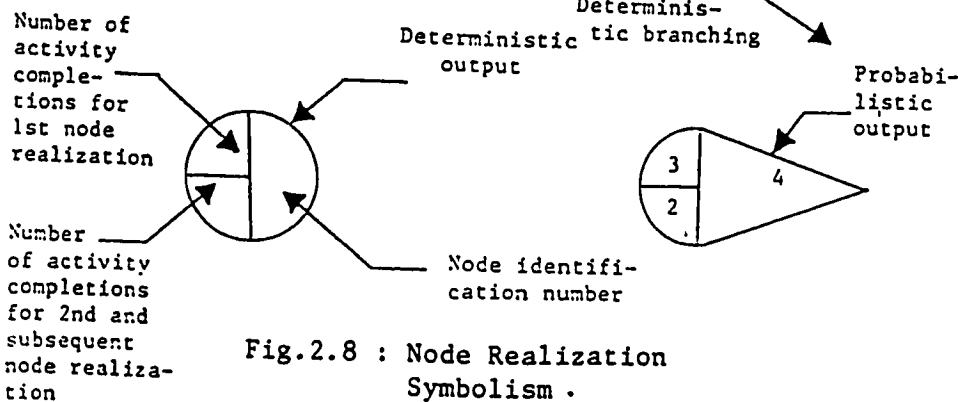 Number of
activity
comple-
tions for
1st node
realization
Deterministic
output
Determinis-
tic branching
Probabi-
listic
output
3
2
4
Number
of activity
completions
for 2nd and
subsequent
node realiza-
tion
Node identifi-
cation number
Fig.2.8 : Node Realization
Symbolism .